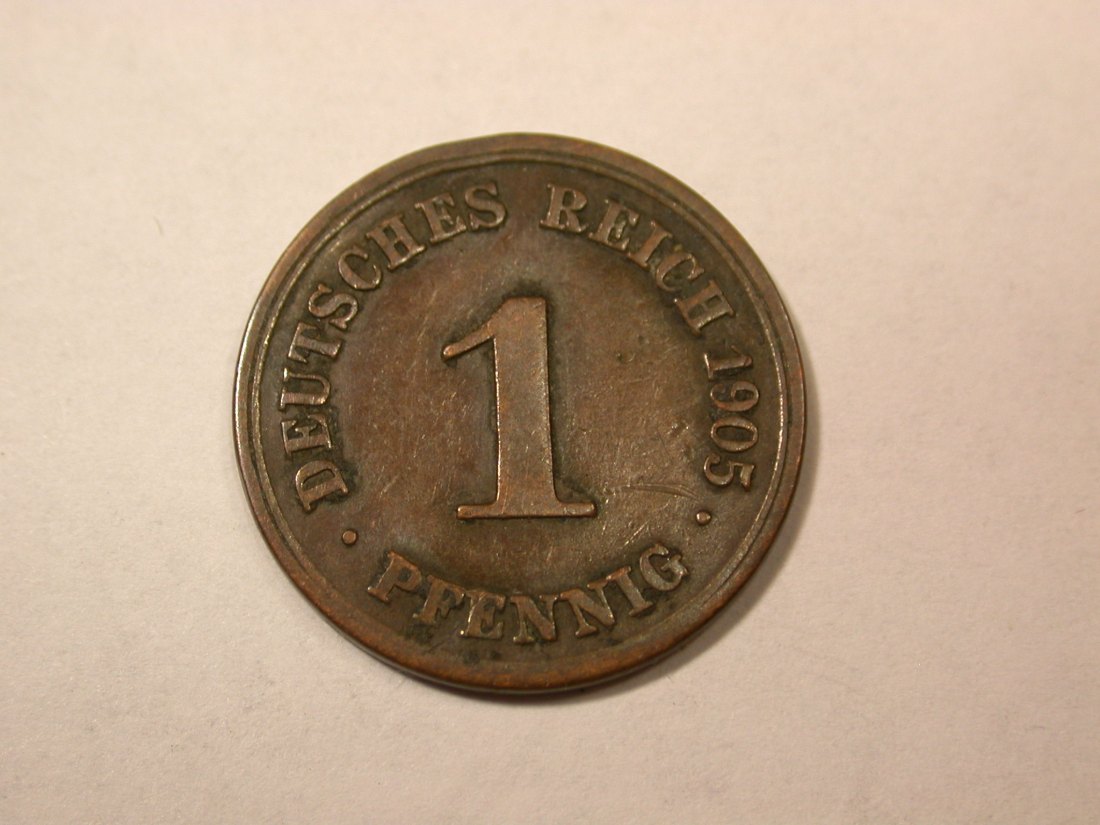 DEUTSCHES REICH 1905
1
· PFENNIG ·